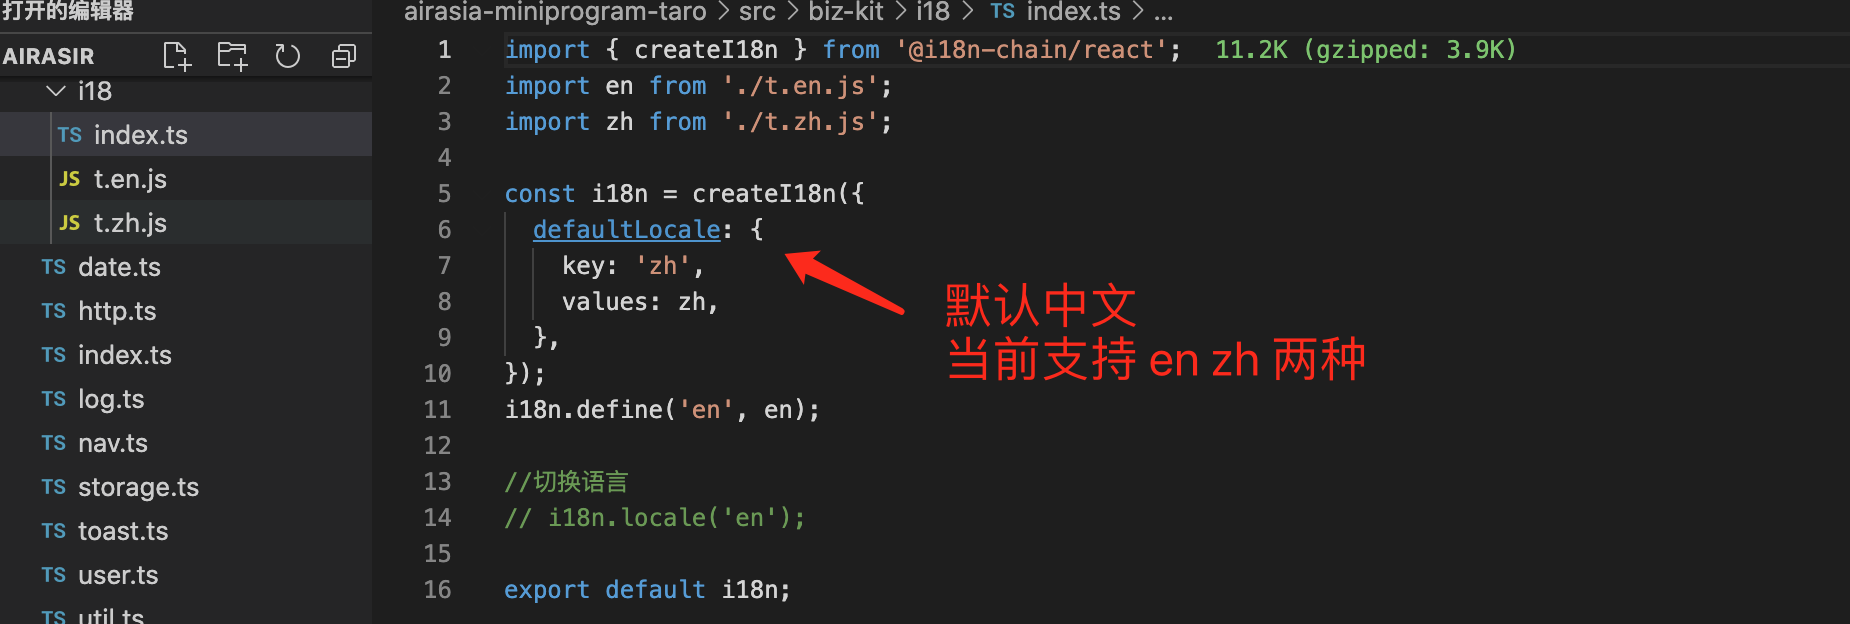 打开的编辑器
AIRASIR
i18
TS index.ts
JS t.en.js
JS t.zh.js
TS date.ts
TS http.ts
TS index.ts
TS log.ts
TS nav.ts
TS storage.ts
TS toast.ts
TS user.ts
TS util.ts
airasia-miniprogram-taro > src > biz-kit > i18 > TS index.ts > ...
1 import { createI18n } from '@i18n-chain/react'; 11.2K (gzipped: 3.9K)
2 import en from './t.en.js';
3 import zh from './t.zh.js';
4
5 const i18n = createI18n({
6 defaultLocale: {
7 key: 'zh',
8 values: zh,
9 },
10 });
11 i18n.define('en', en);
12
13 //切换语言
14 // i18n.locale('en');
15
16 export default i18n;
默认中文
当前支持 en zh 两种